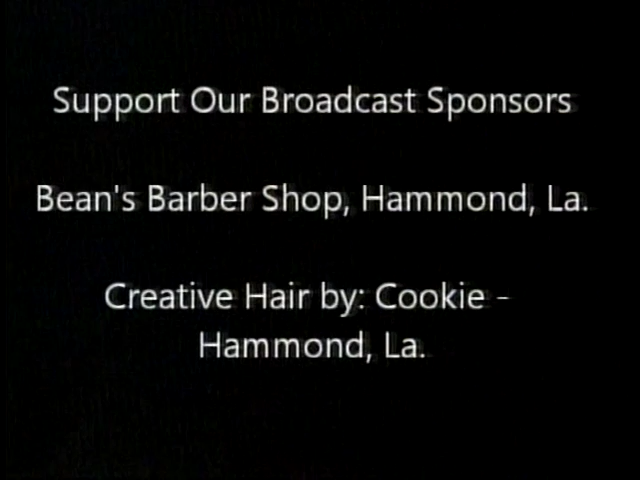 Support Our Broadcast Sponsors
Bean's Barber Shop, Hammond, La.
Creative Hair by: Cookie -
Hammond, La.